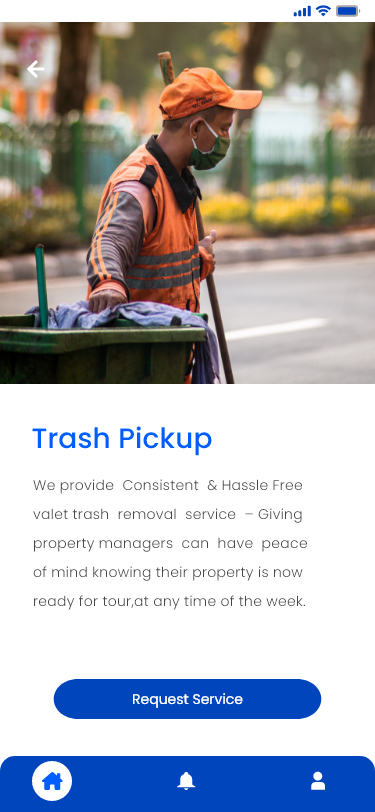 Trash Pickup
We provide Consistent & Hassle Free
valet trash removal service – Giving
property managers can have peace
of mind knowing their property is now
ready for tour,at any time of the week.
Request Service